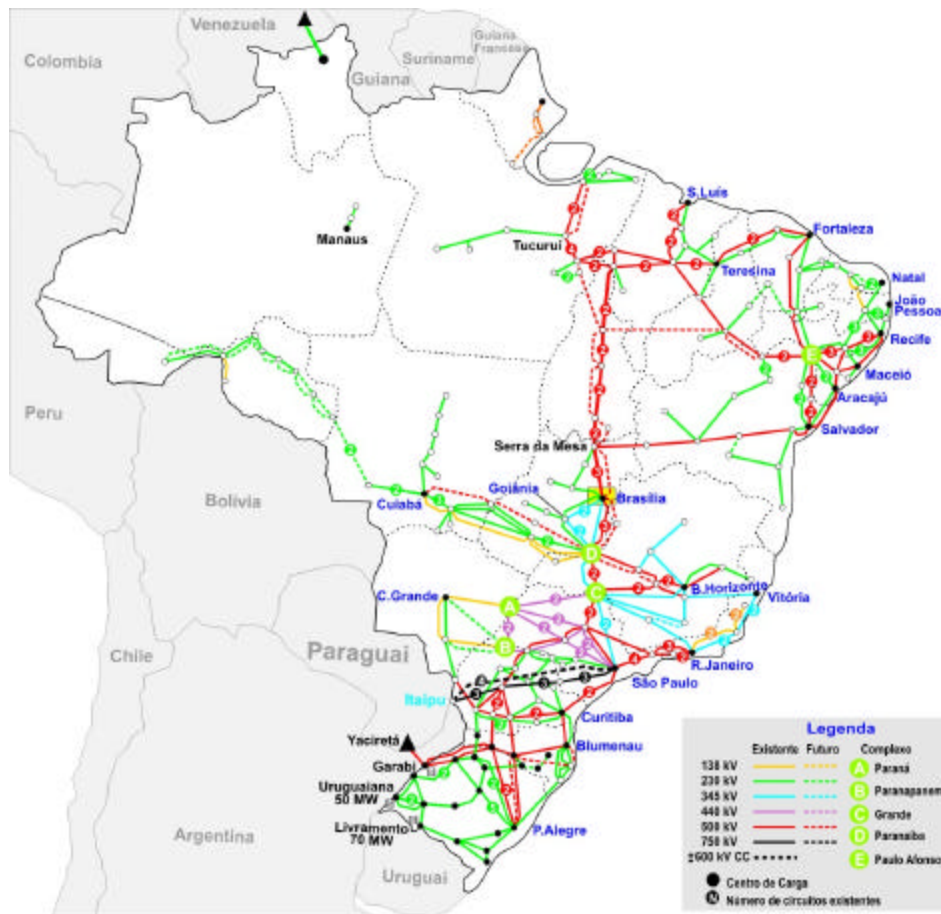 Venezuela
Colombia
Guiana
Suriname
Guiana
Francesa
S.Luís
Manaus
Tucuruí
Fortaleza
Teresina
Natal
João
Pessoa
Recife
Maceió
Aracajú
Salvador
Peru
Serra da Mesa
Goiânia
Brasília
Cuiabá
Bolívia
C.Grande
B.Horizonte
Vitória
Chile
Paraguai
R.Janeiro
São Paulo
Itaipu
Curitiba
Yaciretá
Blumenau
Garabi
Uruguaiana
50 MW
Livramento
70 MW
P.Alegre
Argentina
Uruguai
A
B
C
D
E
Legenda
Existente Futuro Complexo
138 kV A Paraná
230 kV B Paranapasem
345 kV C Grande
440 kV D Paranaíba
500 kV E Paulo Afonso
750 kV
±600 kV CC
Centro de Carga
N Número de circuitos existentes